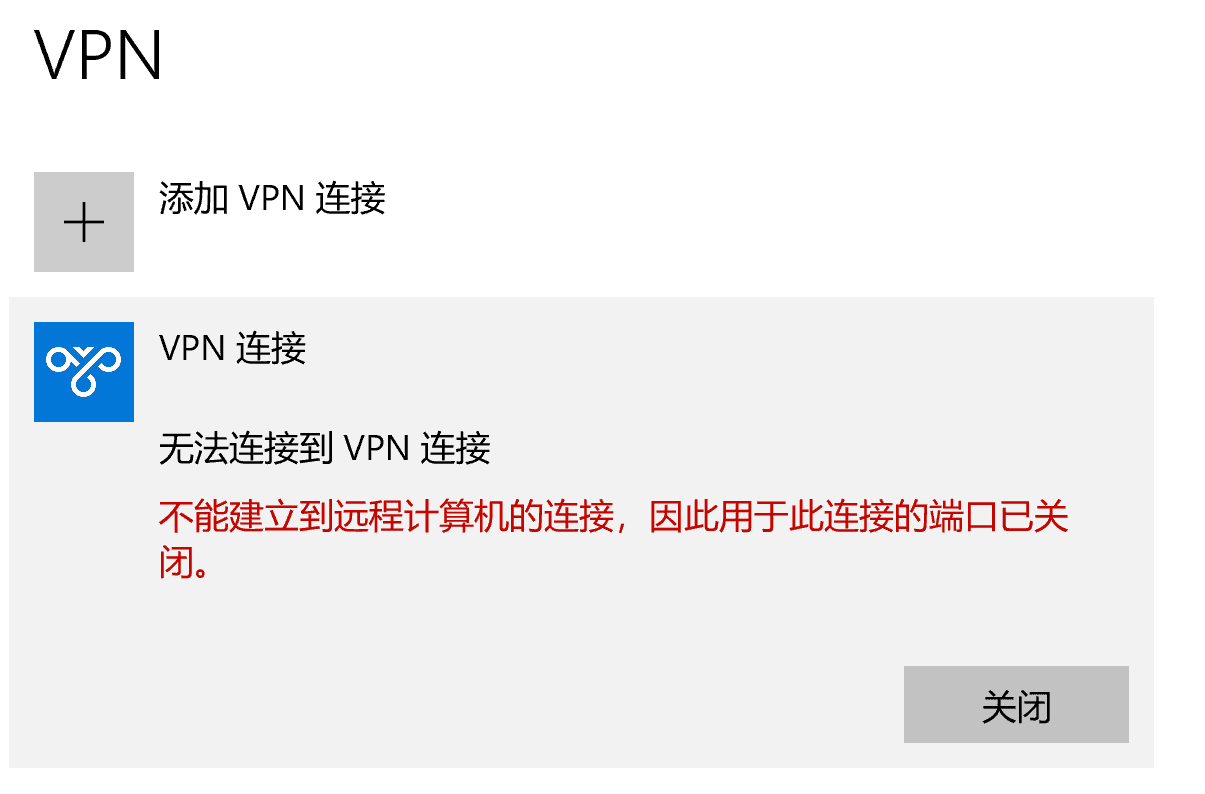 VPN
添加 VPN 连接
VPN 连接
无法连接到 VPN 连接
不能建立到远程计算机的连接，因此用于此连接的端口已关
闭。
关闭